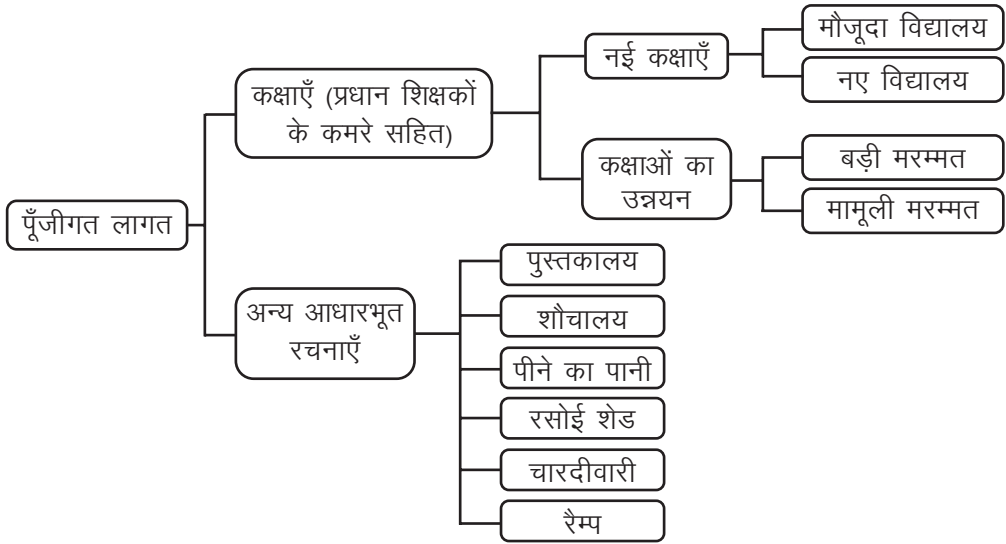 पूँजीगत लागत
कक्षाएँ (प्रधान शिक्षकों
के कमरे सहित)
नई कक्षाएँ
मौजूदा विद्यालय
नए विद्यालय
कक्षाओं का
उन्नयन
बड़ी मरम्मत
मामूली मरम्मत
अन्य आधारभूत
रचनाएँ
पुस्तकालय
शौचालय
पीने का पानी
रसोई शेड
चारदीवारी
रैम्प